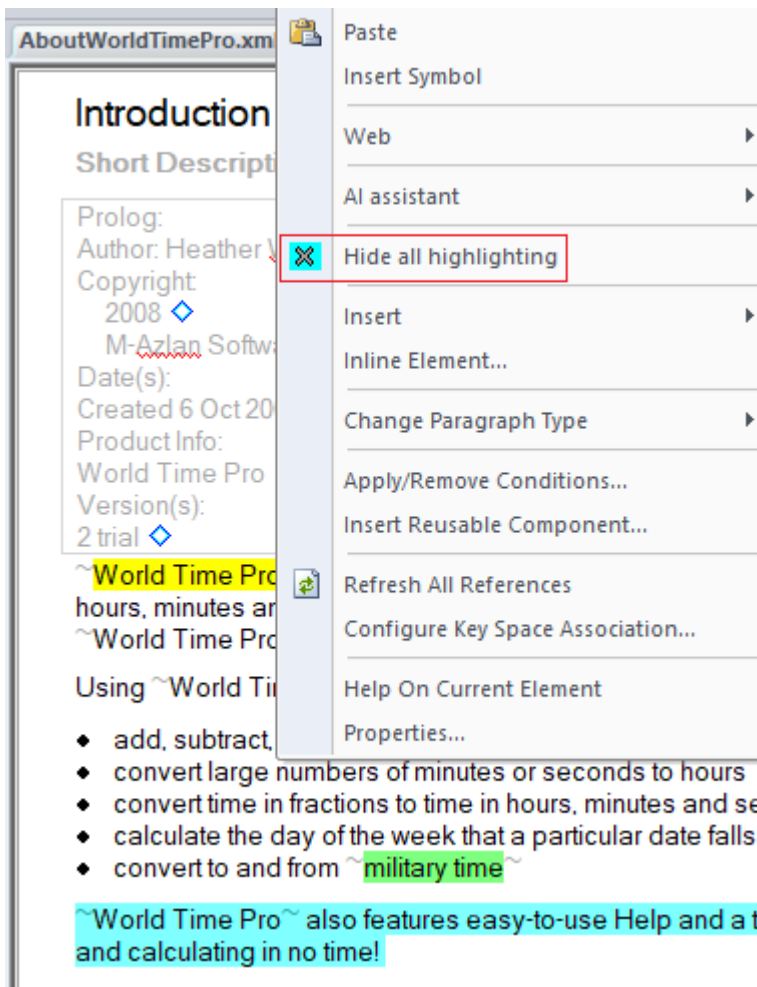 AboutWorldTimePro.xml
Introduction
Short Descripti
Prolog:
Author: Heather
Copyright:
2008
M-Azlan Softwa
Date(s):
Created 6 Oct 20
Product Info:
World Time Pro
Version(s):
2 trial
~World Time Pro
hours, minutes an
~World Time Pro
Using ~World Ti
add, subtract,
convert large numbers of minutes or seconds to hours
convert time in fractions to time in hours, minutes and se
calculate the day of the week that a particular date falls
convert to and from ~military time~
~World Time Pro~ also features easy-to-use Help and a t
and calculating in no time!
Paste
Insert Symbol
Web
AI assistant
Hide all highlighting
Insert
Inline Element...
Change Paragraph Type
Apply/Remove Conditions...
Insert Reusable Component...
Refresh All References
Configure Key Space Association...
Help On Current Element
Properties...